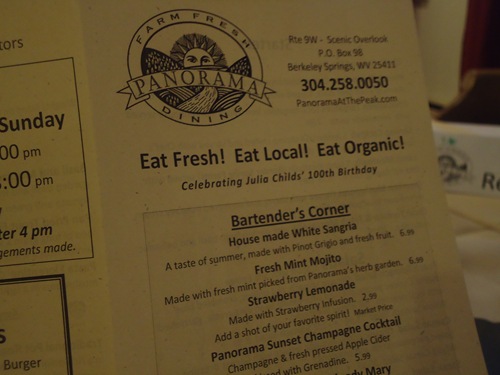 tors
Sunday
:00 pm
:00 pm
ter 4 pm
gements made.
s
Burger
FARM FRESH
PANORAMA
DINING
Rte 9W - Scenic Overlook
P.O. Box 98
Berkeley Springs, WV 25411
304.258.0050
PanoramaAtThePeak.com
Eat Fresh! Eat Local! Eat Organic!
Celebrating Julia Childs' 100th Birthday
Bartender's Corner
House made White Sangria
A taste of summer, made with Pinot Grigio and fresh fruit. 6.99
Fresh Mint Mojito
Made with fresh mint picked from Panorama's herb garden. 6.99
Strawberry Lemonade
Made with Strawberry Infusion. 2.99
Add a shot of your favorite spirit! Market Price
Panorama Sunset Champagne Cocktail
Champagne & fresh pressed Apple Cider
with Grenadine. 5.99
Mary
Re